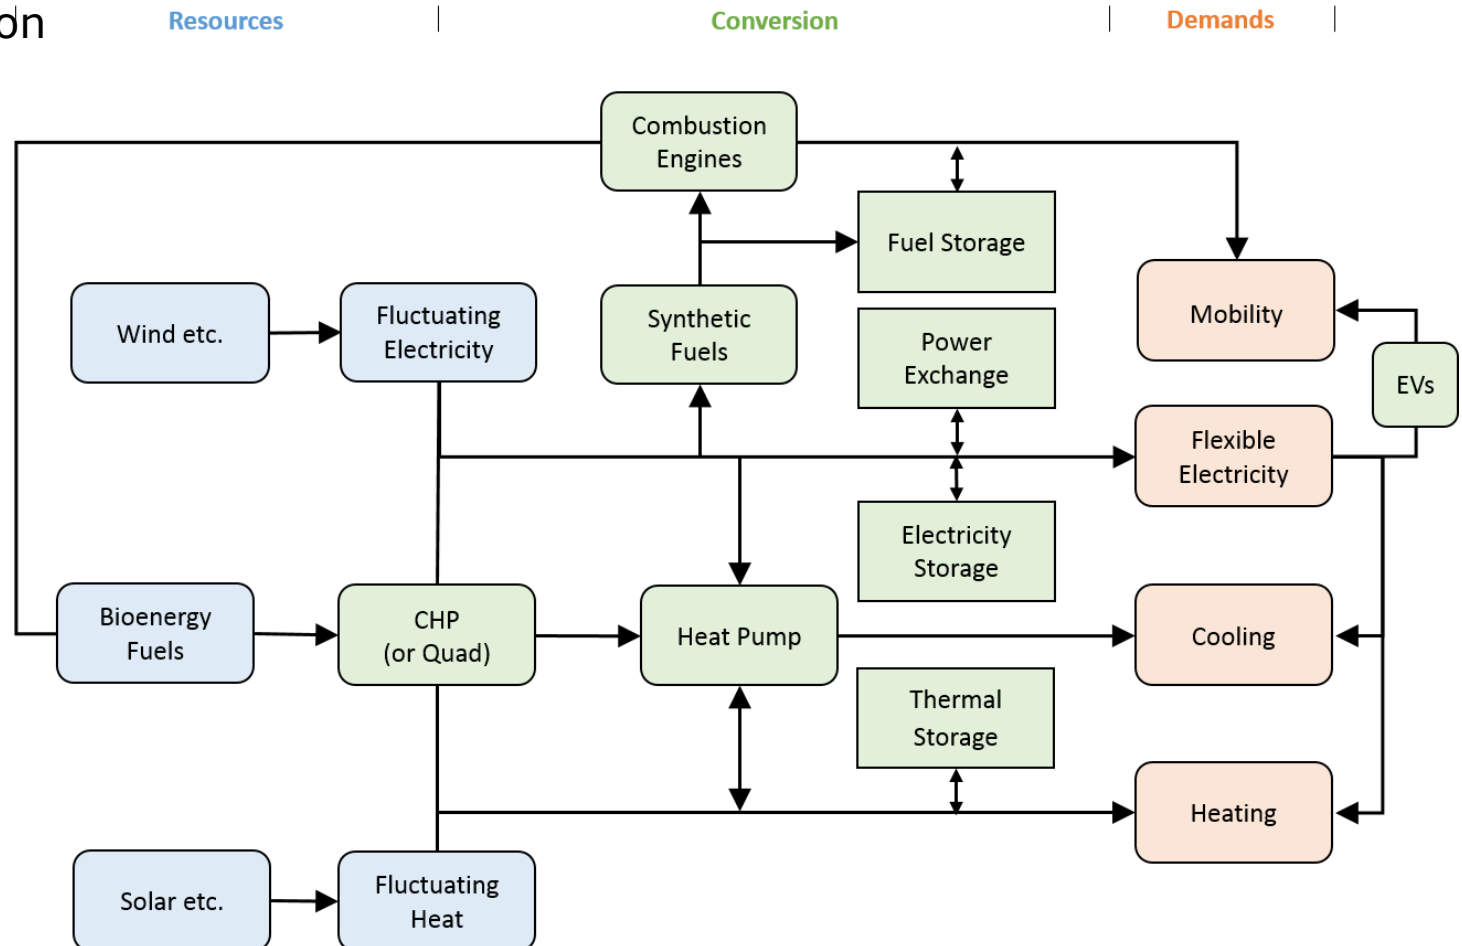 on
Resources
Conversion
Demands
Combustion
Engines
Fuel Storage
Wind etc.
Fluctuating
Electricity
Synthetic
Fuels
Power
Exchange
Mobility
EVs
Flexible
Electricity
Electricity
Storage
Bioenergy
Fuels
CHP
(or Quad)
Heat Pump
Cooling
Thermal
Storage
Heating
Solar etc.
Fluctuating
Heat